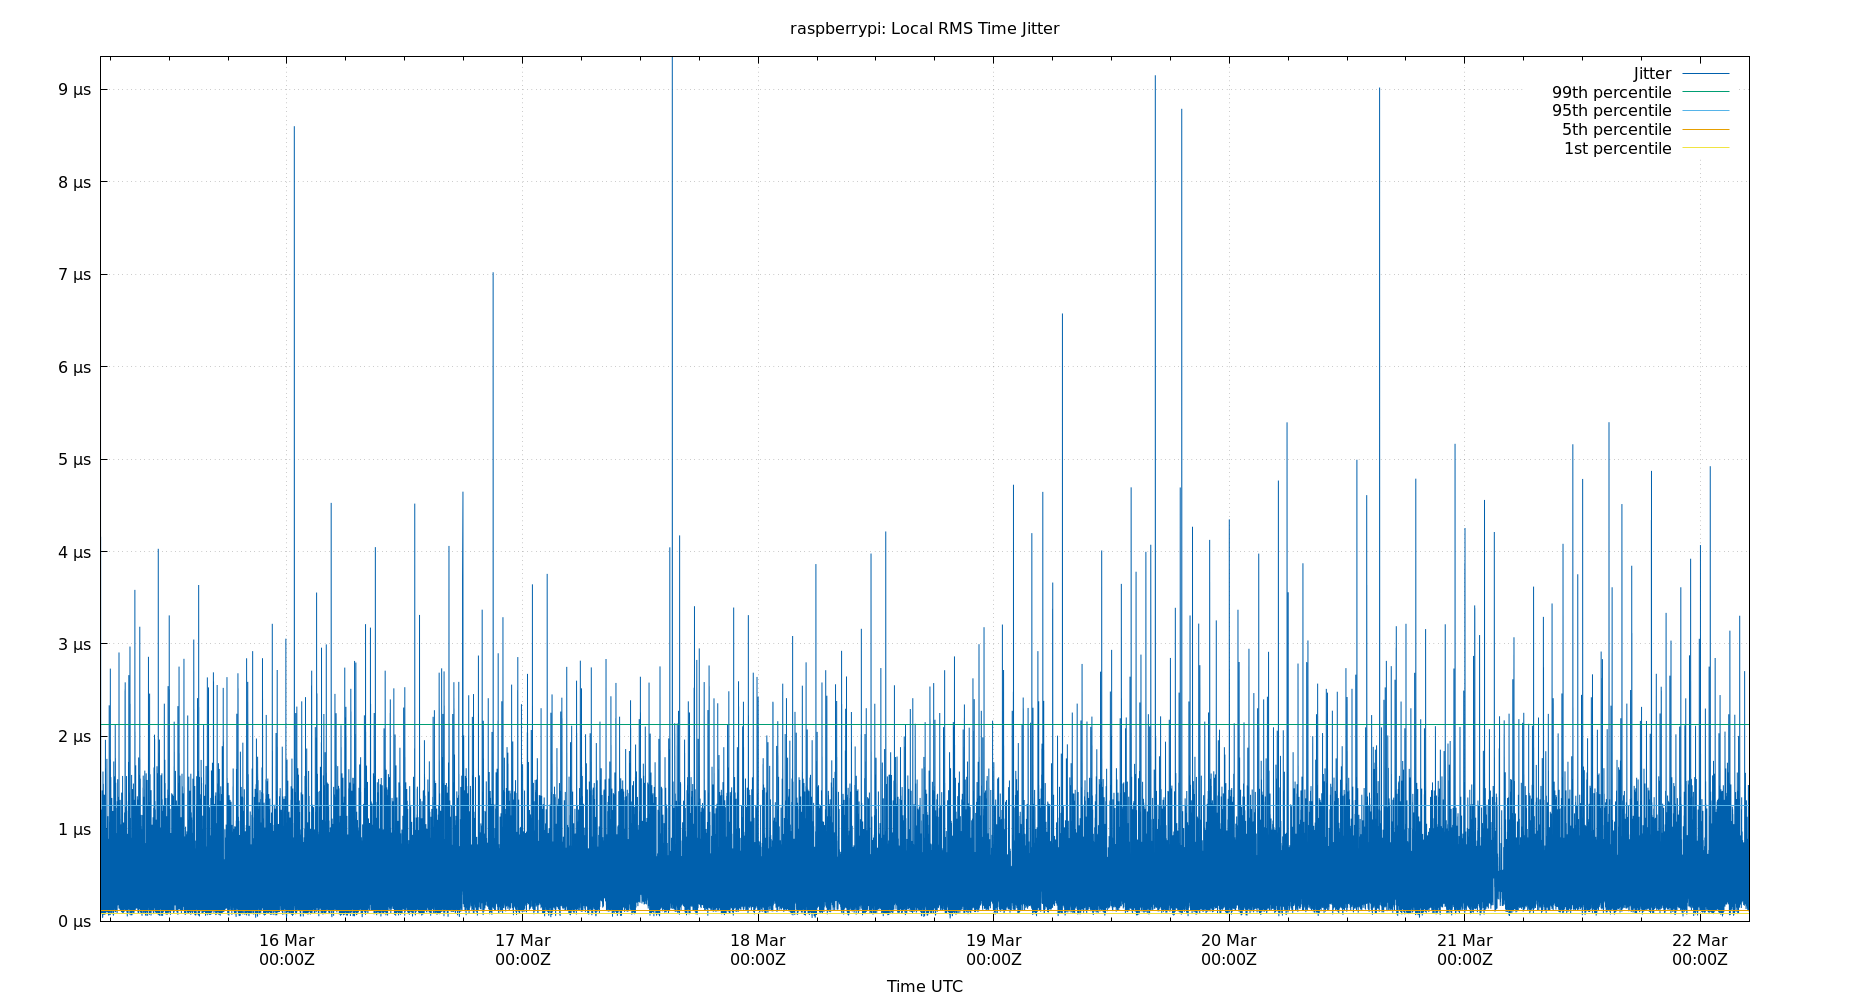 raspberrypi: Local RMS Time Jitter
Jitter
99th percentile
95th percentile
5th percentile
1st percentile
9 µs
8 µs
7 µs
6 µs
5 µs
4 µs
3 µs
2 µs
1 µs
0 µs
16 Mar 17 Mar 18 Mar 19 Mar 20 Mar 21 Mar 22 Mar
00:00Z 00:00Z 00:00Z 00:00Z 00:00Z 00:00Z 00:00Z
Time UTC